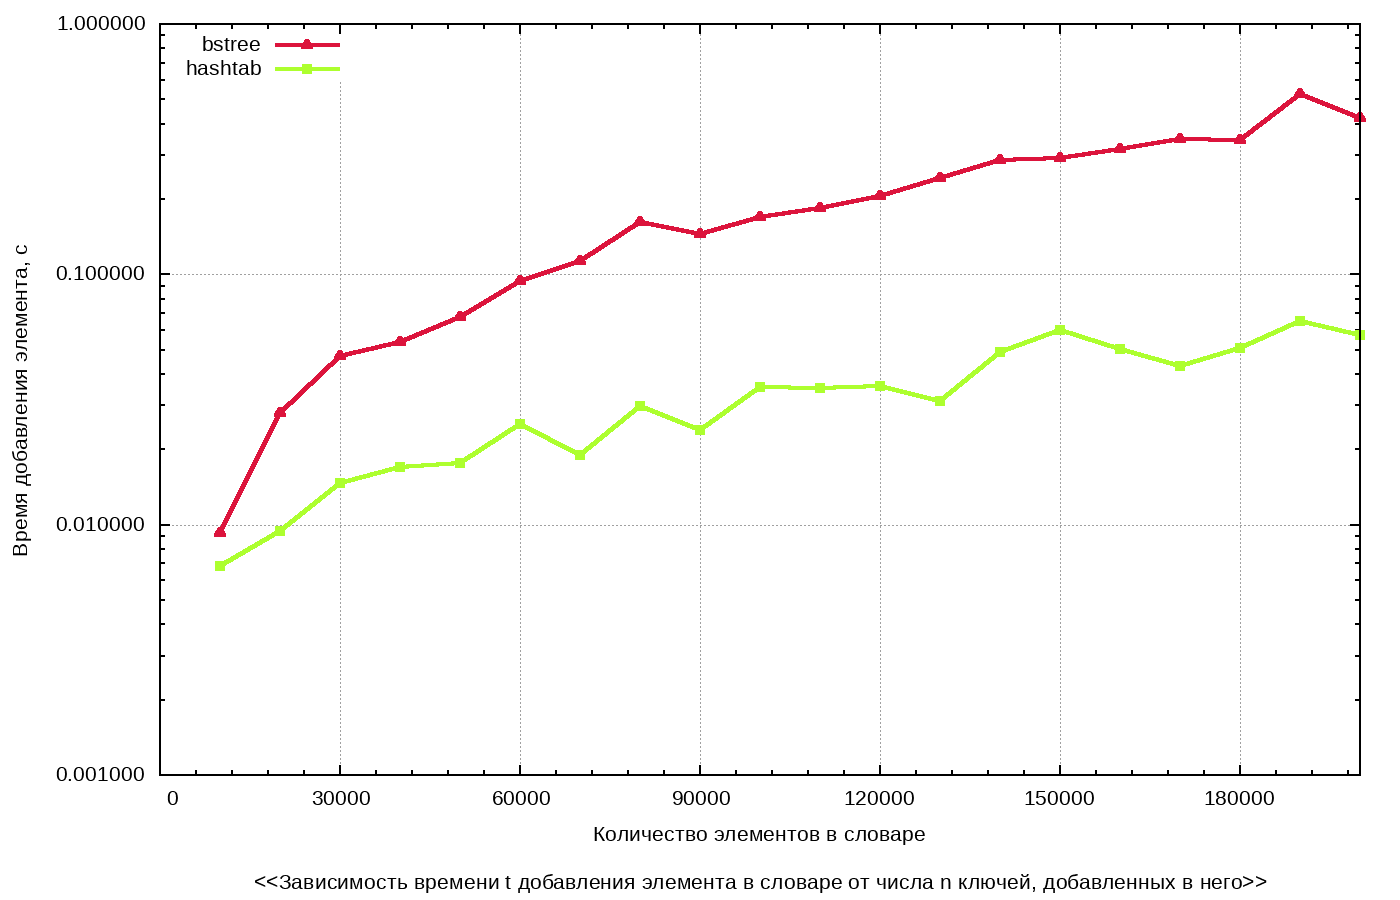 1.000000
bstree
hashtab
0.100000
0.010000
0.001000
Время добавления элемента, с
0 30000 60000 90000 120000 150000 180000
Количество элементов в словаре
<<Зависимость времени t добавления элемента в словаре от числа n ключей, добавленных в него>>